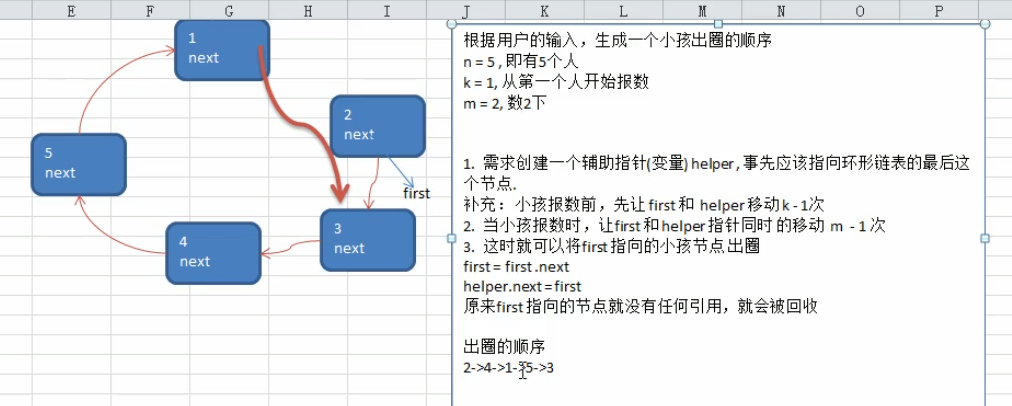 E F G H I J K L M N O P
1
next
2
next
first
5
next
3
next
4
next
根据用户的输入，生成一个小孩出圈的顺序
n = 5 , 即有5个人
k = 1, 从第一个人开始报数
m = 2, 数2下
1. 需求创建一个辅助指针(变量) helper , 事先应该指向环形链表的最后这
个节点.
补充： 小孩报数前，先让 first 和 helper 移动 k - 1次
2. 当小孩报数时，让first 和 helper 指针同时 的移动 m - 1 次
3. 这时就可以将first 指向的小孩节点 出圈
first = first .next
helper.next = first
原来first 指向的节点就没有任何引用，就会被回收
出圈的顺序
2->4->1->5->3